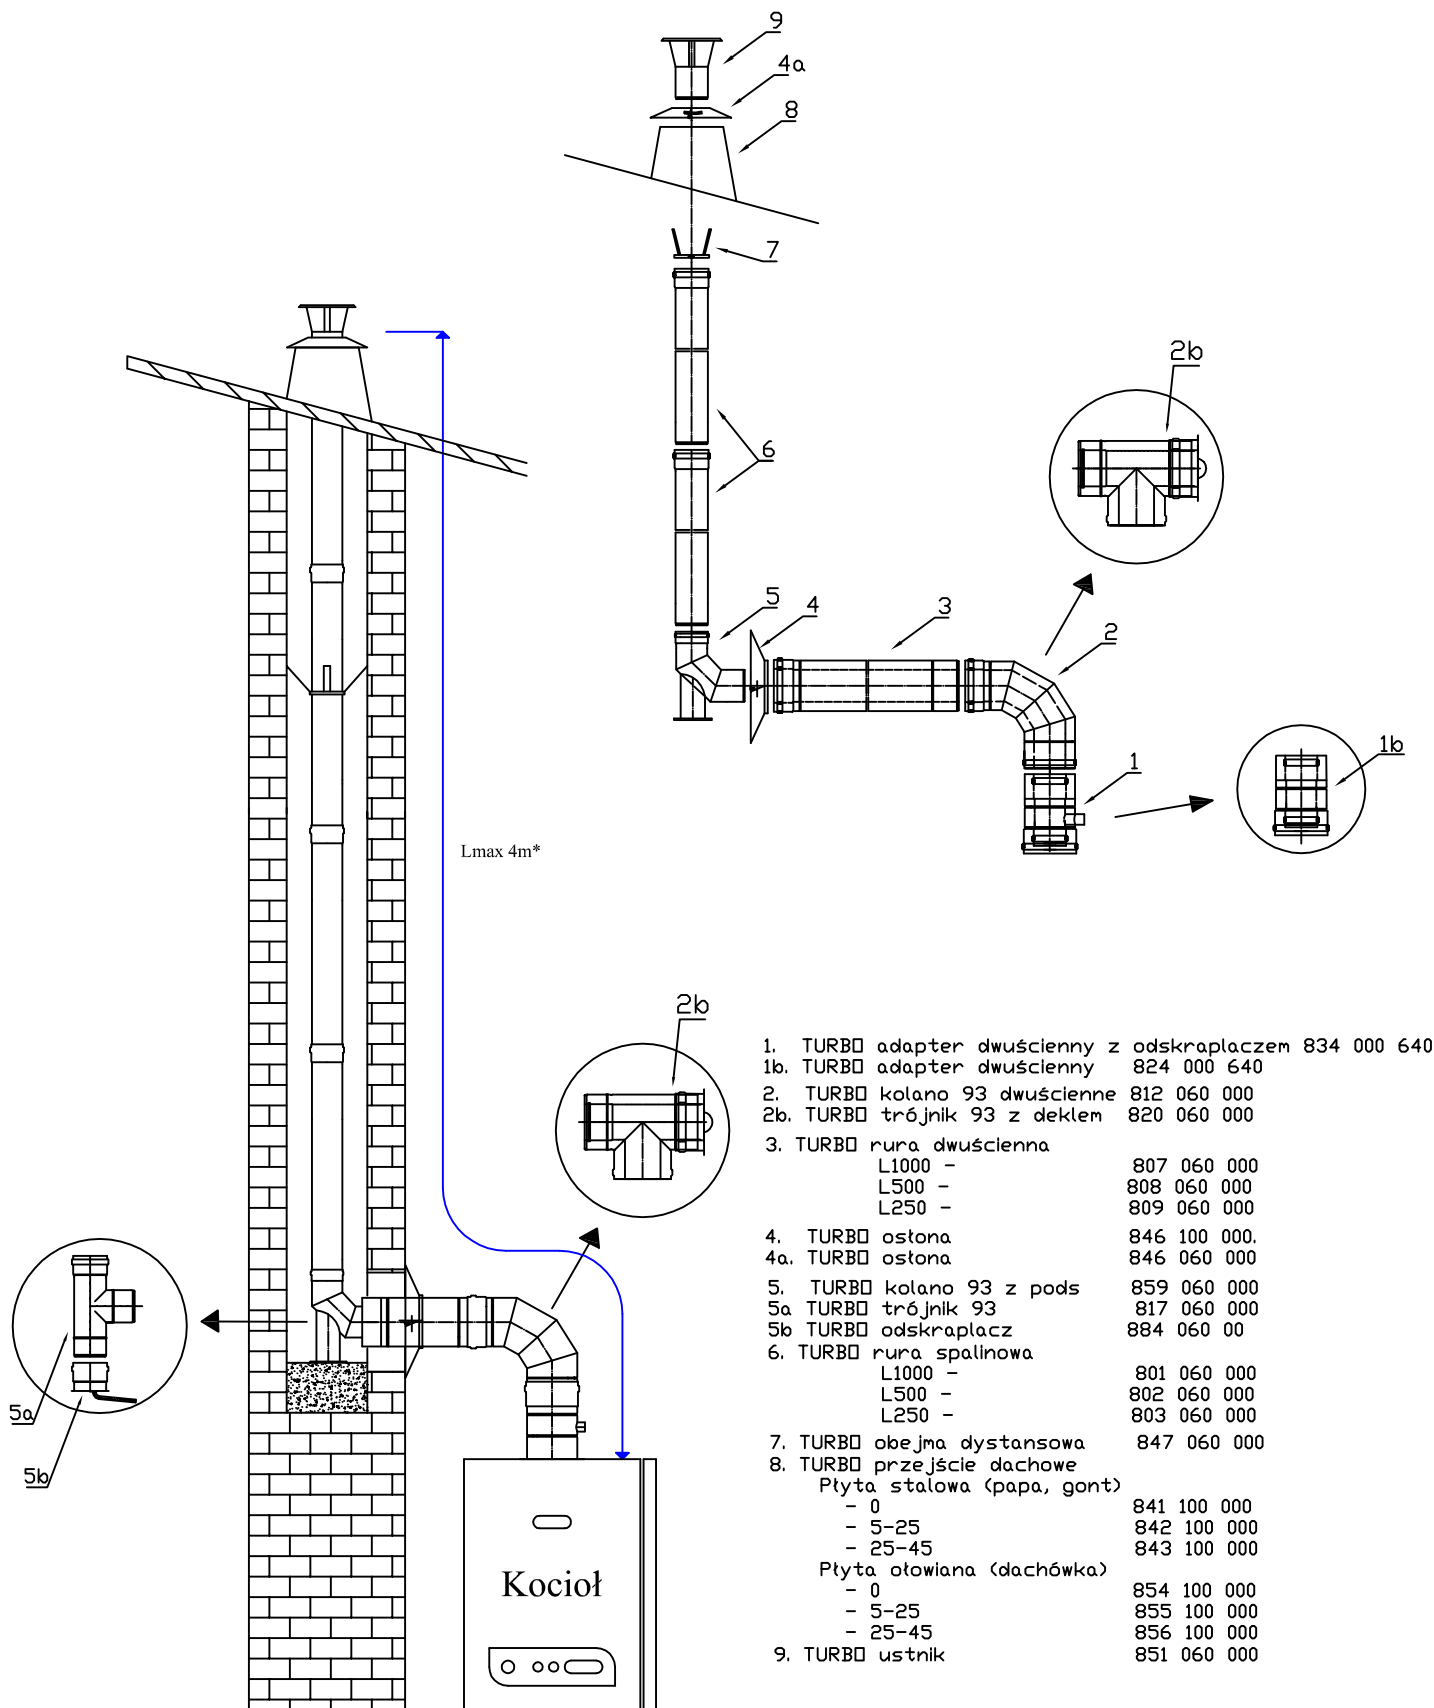 9
4a
8
7
2b
6
5
4
3
2
1
1b
Lmax 4m*
2b
5a
5b
Kocioł
1. TURBO adapter dwuścienny z odskraplaczem 834 000 640
1b. TURBO adapter dwuścienny 824 000 640
2. TURBO kolano 93 dwuścienne 812 060 000
2b. TURBO trójnik 93 z deklem 820 060 000
3. TURBO rura dwuścienna
L1000 - 807 060 000
L500 - 808 060 000
L250 - 809 060 000
4. TURBO osłona 846 100 000.
4a. TURBO osłona 846 060 000
5. TURBO kolano 93 z pods 859 060 000
5a TURBO trójnik 93 817 060 000
5b TURBO odskraplacz 884 060 00
6. TURBO rura spalinowa
L1000 - 801 060 000
L500 - 802 060 000
L250 - 803 060 000
7. TURBO obejma dystansowa 847 060 000
8. TURBO przejście dachowe
Płyta stalowa (papa, gont)
- 0 841 100 000
- 5-25 842 100 000
- 25-45 843 100 000
Płyta ołowiana (dachówka)
- 0 854 100 000
- 5-25 855 100 000
- 25-45 856 100 000
9. TURBO ustnik 851 060 000